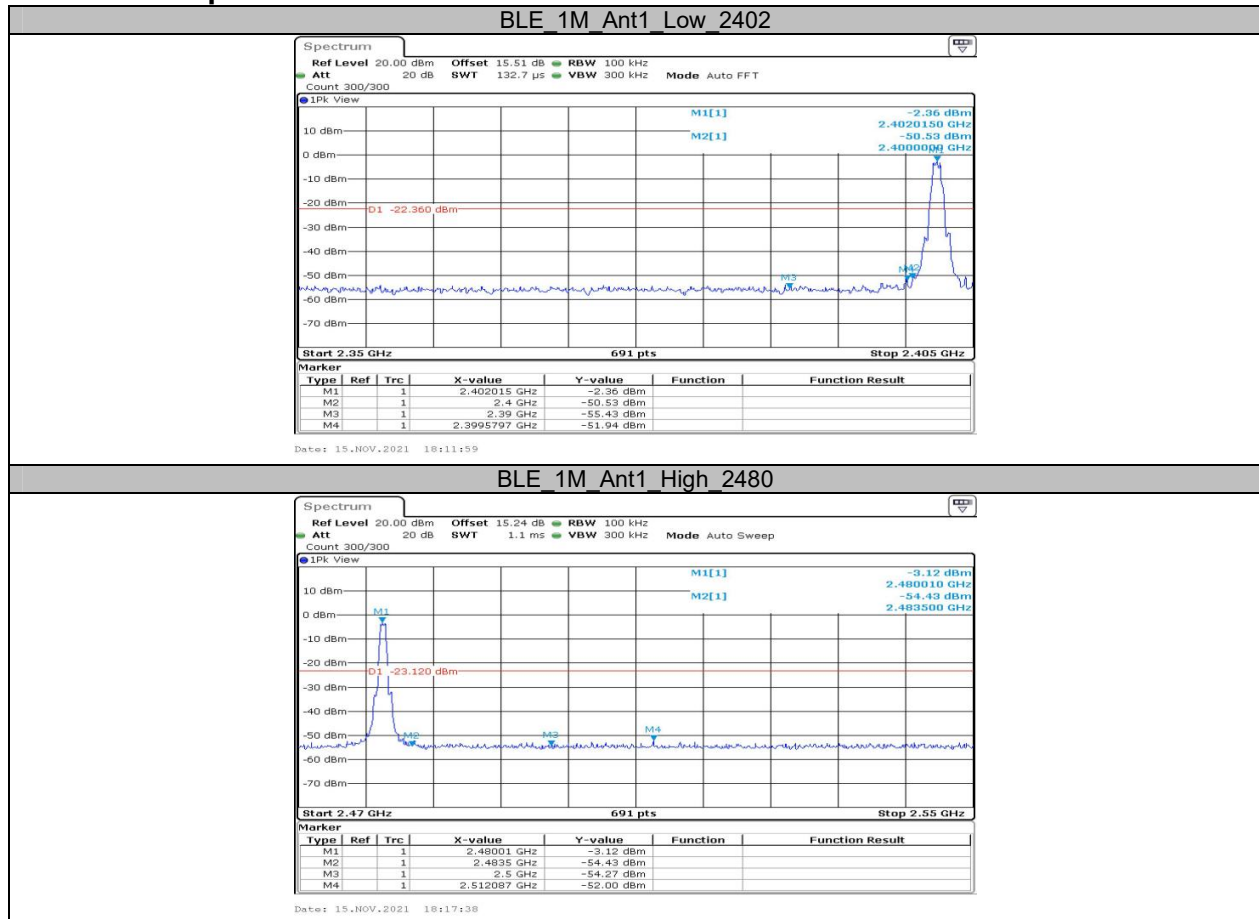 BLE_1M_Ant1_Low_2402
Spectrum
Ref Level 20.00 dBm Offset 15.51 dB RBW 100 kHz
Att 20 dB SWT 132.7 µs VBW 300 kHz Mode Auto FFT
Count 300/300
1Pk View
M1[1] -2.36 dBm
2.4020150 GHz
10 dBm
M2[1] -50.53 dBm
2.4000000 GHz
M1
0 dBm
-10 dBm
-20 dBm
D1 -22.360 dBm
-30 dBm
-40 dBm
-50 dBm
M3
M2
-60 dBm
-70 dBm
Start 2.35 GHz 691 pts Stop 2.405 GHz
Marker
Type Ref Trc X-value Y-value Function Function Result
M1 1 2.402015 GHz -2.36 dBm
M2 1 2.4 GHz -50.53 dBm
M3 1 2.39 GHz -55.43 dBm
M4 1 2.3995797 GHz -51.94 dBm
Date: 15.NOV.2021 18:11:59
BLE_1M_Ant1_High_2480
Spectrum
Ref Level 20.00 dBm Offset 15.24 dB RBW 100 kHz
Att 20 dB SWT 1.1 ms VBW 300 kHz Mode Auto Sweep
Count 300/300
1Pk View
M1[1] -3.12 dBm
2.480010 GHz
10 dBm
M2[1] -54.43 dBm
2.483500 GHz
0 dBm
M1
-10 dBm
-20 dBm
D1 -23.120 dBm
-30 dBm
-40 dBm
-50 dBm
M2 M3 M4
-60 dBm
-70 dBm
Start 2.47 GHz 691 pts Stop 2.55 GHz
Marker
Type Ref Trc X-value Y-value Function Function Result
M1 1 2.48001 GHz -3.12 dBm
M2 1 2.4835 GHz -54.43 dBm
M3 1 2.5 GHz -54.27 dBm
M4 1 2.512087 GHz -52.00 dBm
Date: 15.NOV.2021 18:17:38